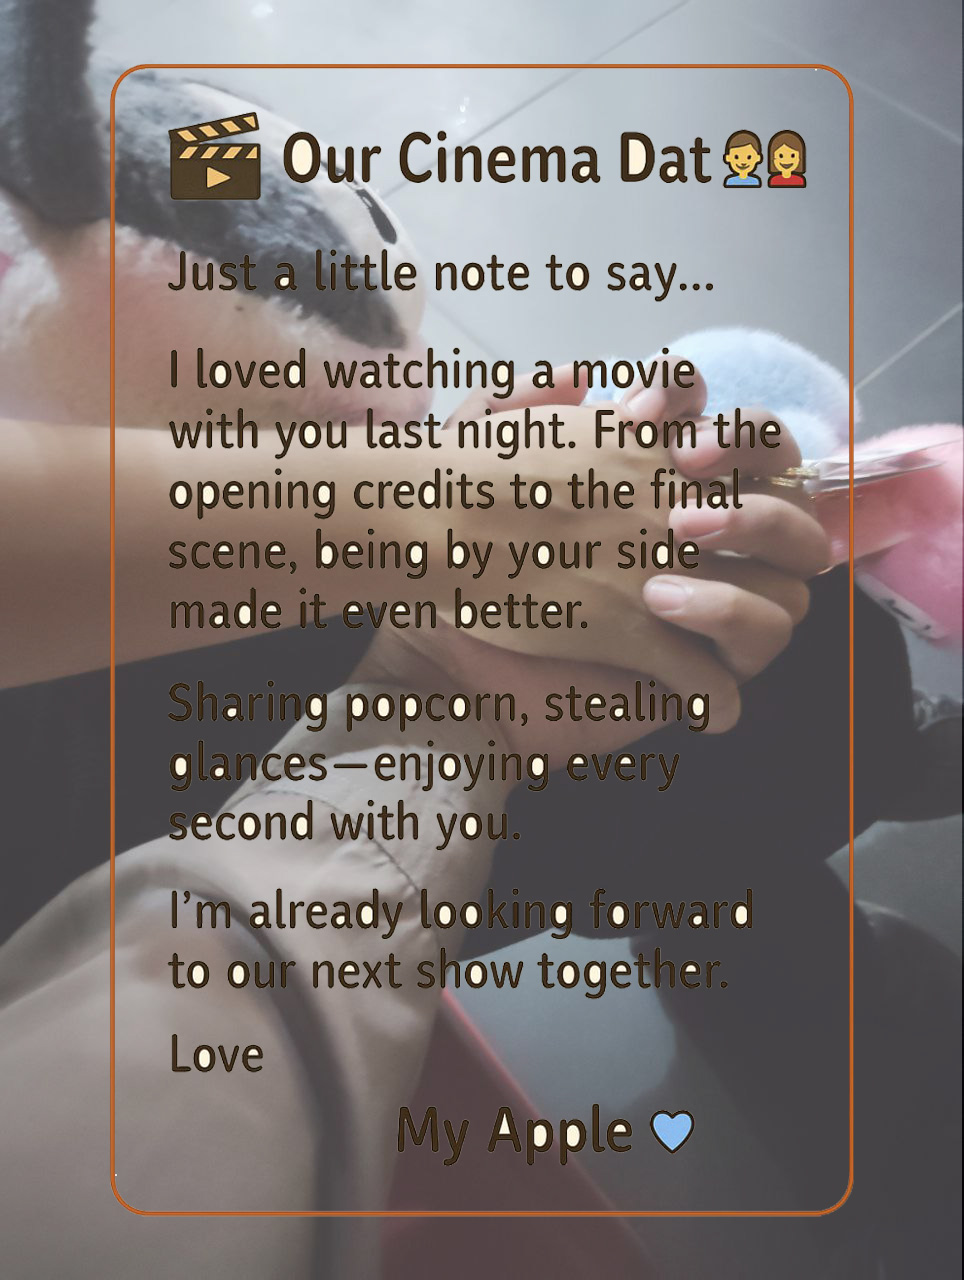 🎬 Our Cinema Dat👩‍❤️‍👨
Just a little note to say...
I loved watching a movie
with you last night. From the
opening credits to the final
scene, being by your side
made it even better.
Sharing popcorn, stealing
glances—enjoying every
second with you.
I’m already looking forward
to our next show together.
Love
My Apple 💙